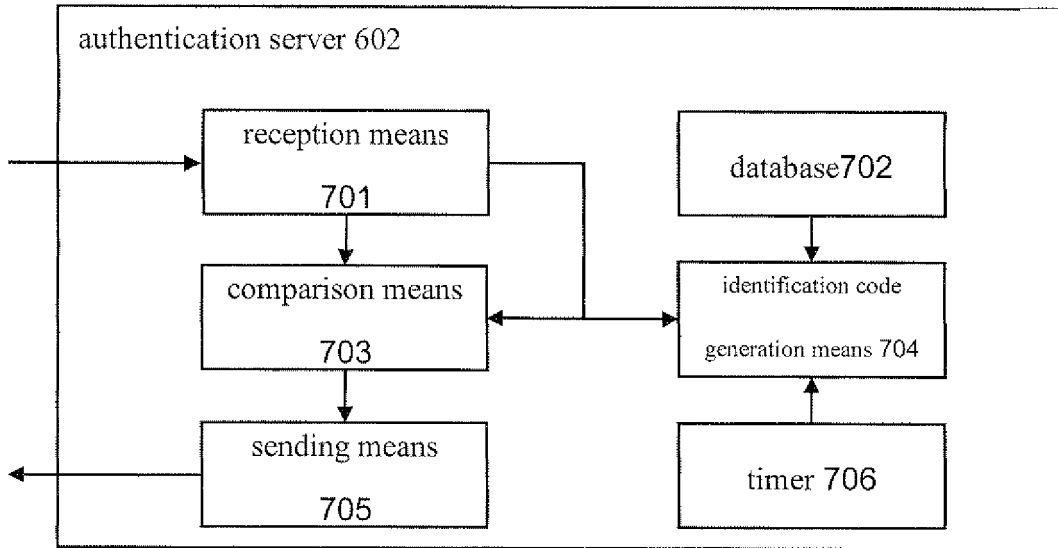 authentication server 602
reception means
701
database702
comparison means
703
identification code
generation means 704
sending means
705
timer 706